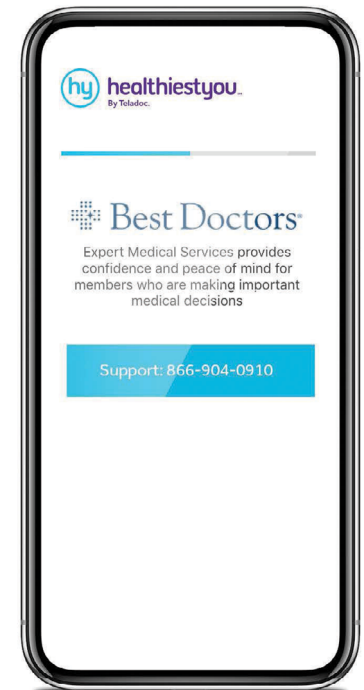 hy healthiestyou™
By Teladoc.
Best Doctors®
Expert Medical Services provides
confidence and peace of mind for
members who are making important
medical decisions
Support: 866-904-0910